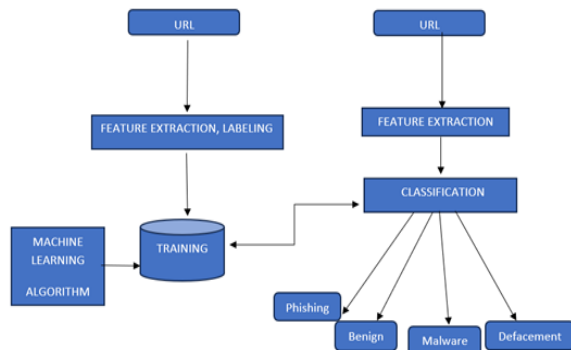 URL
URL
FEATURE EXTRACTION, LABELING
FEATURE EXTRACTION
CLASSIFICATION
MACHINE
LEARNING
ALGORITHM
TRAINING
Phishing
Benign
Malware
Defacement